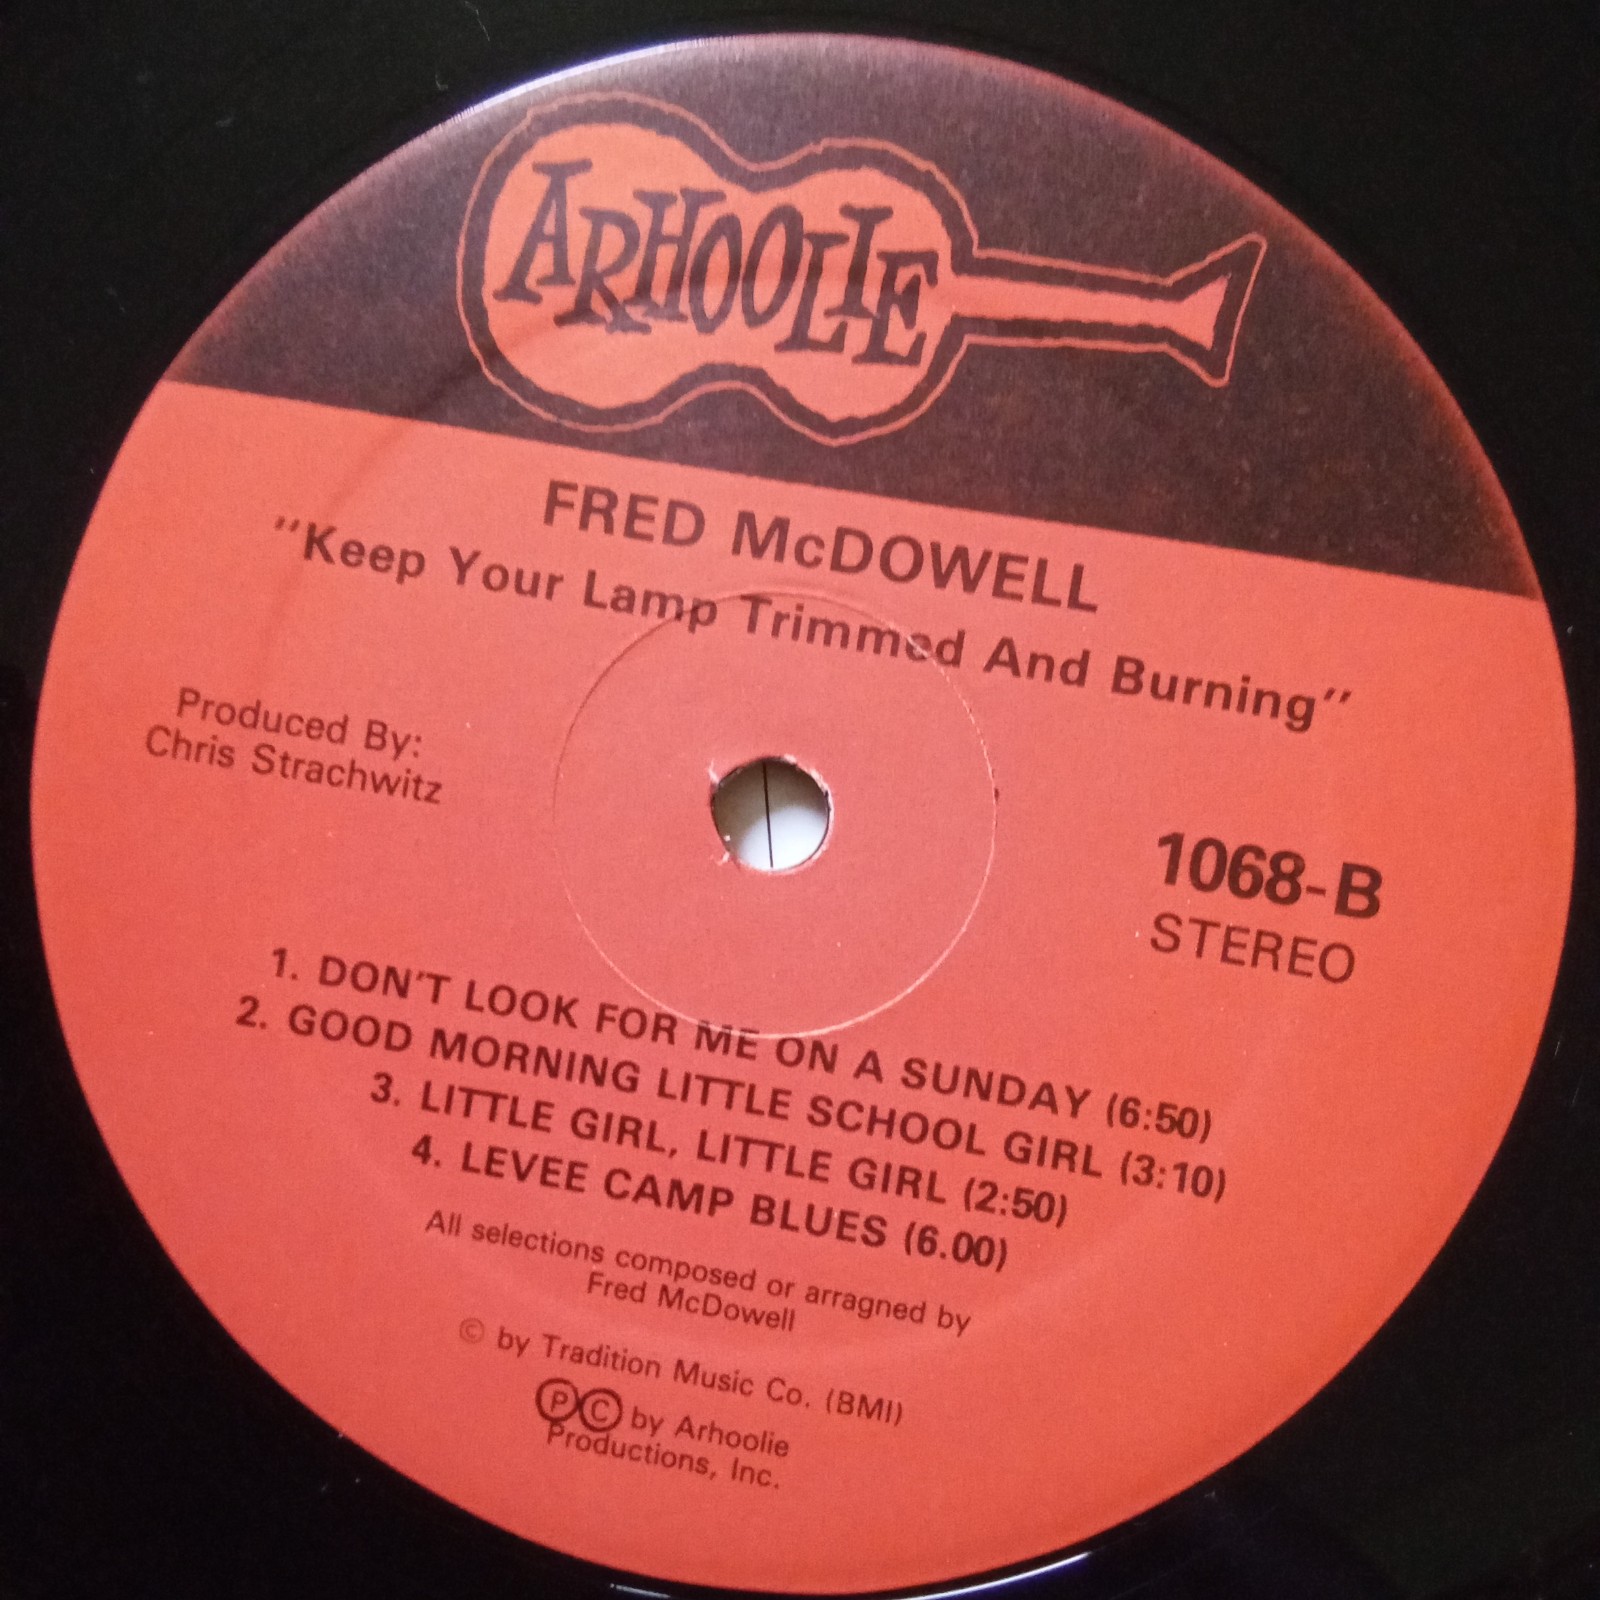 ARHOOLIE
FRED McDOWELL
"Keep Your Lamp Trimmed And Burning"
Produced By:
Chris Strachwitz
1068-B
STEREO
1. DON'T LOOK FOR ME ON A SUNDAY (6:50)
2. GOOD MORNING LITTLE SCHOOL GIRL (3:10)
3. LITTLE GIRL, LITTLE GIRL (2:50)
4. LEVEE CAMP BLUES (6.00)
All selections composed or arragned by
Fred McDowell
© by Tradition Music Co. (BMI)
Ⓟ© by Arhoolie
Productions, Inc.